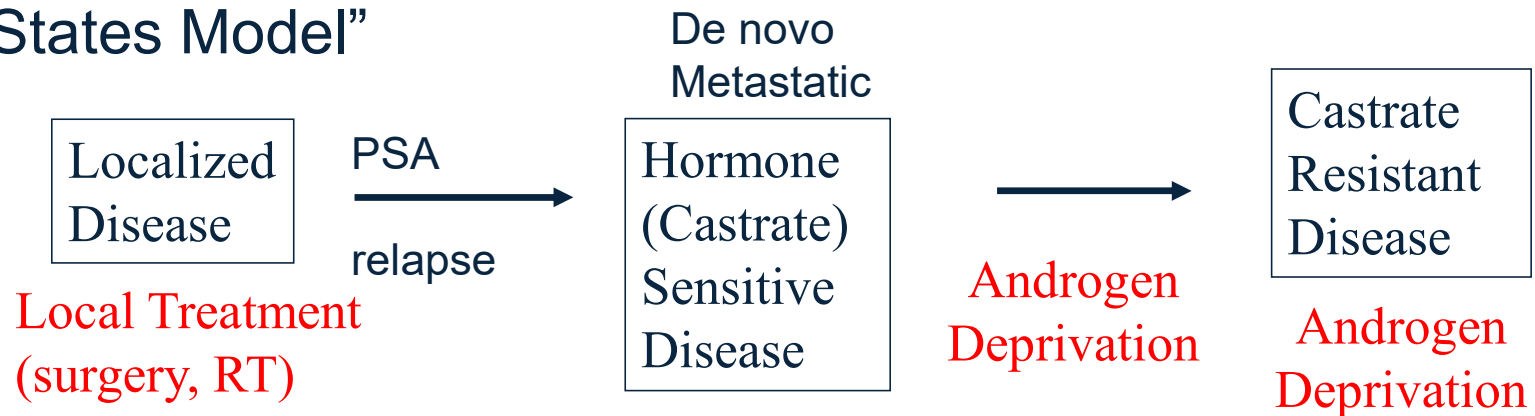 States Model”
De novo
Metastatic
Localized
Disease
PSA
relapse
Hormone
(Castrate)
Sensitive
Disease
Castrate
Resistant
Disease
Local Treatment
(surgery, RT)
Androgen
Deprivation
Androgen
Deprivation